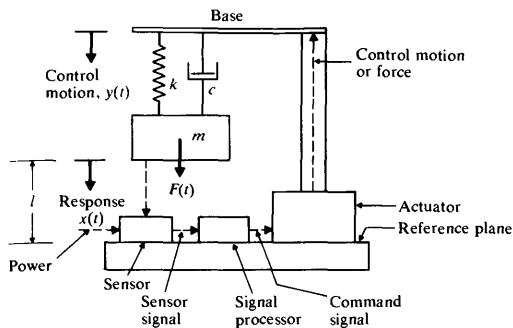 Base
Control
motion, y(t)
k
c
Control motion
or force
m
F(t)
l
Response
x(t)
Actuator
Reference plane
Power
Sensor
Sensor
signal
Signal
processor
Command
signal